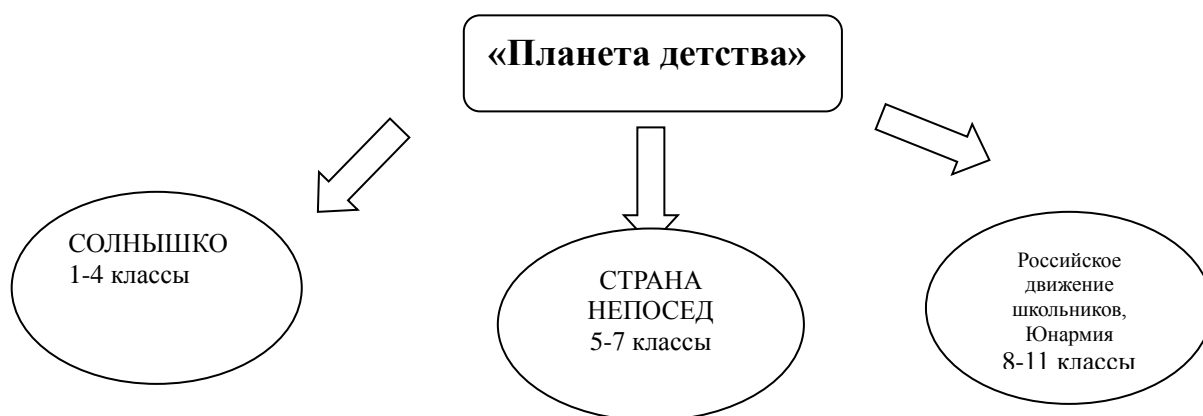 «Планета детства»
СОЛНЫШКО
1-4 классы
СТРАНА
НЕПОСЕД
5-7 классы
Российское
движение
школьников,
Юнармия
8-11 классы